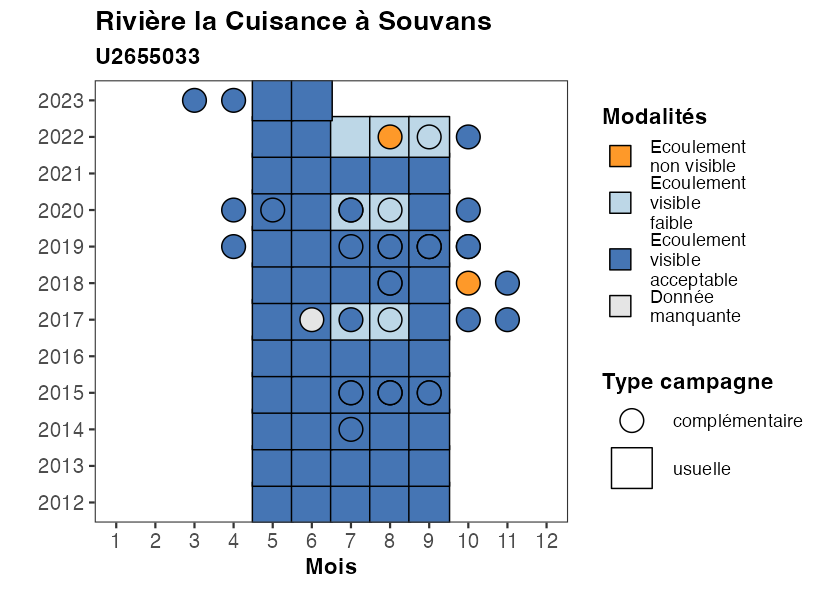 Rivière la Cuisance à Souvans
U2655033
2023
2022
2021
2020
2019
2018
2017
2016
2015
2014
2013
2012
1 2 3 4 5 6 7 8 9 10 11 12
Mois
Modalités
Ecoulement
non visible
Ecoulement
visible
faible
Ecoulement
visible
acceptable
Donnée
manquante
Type campagne
complémentaire
usuelle